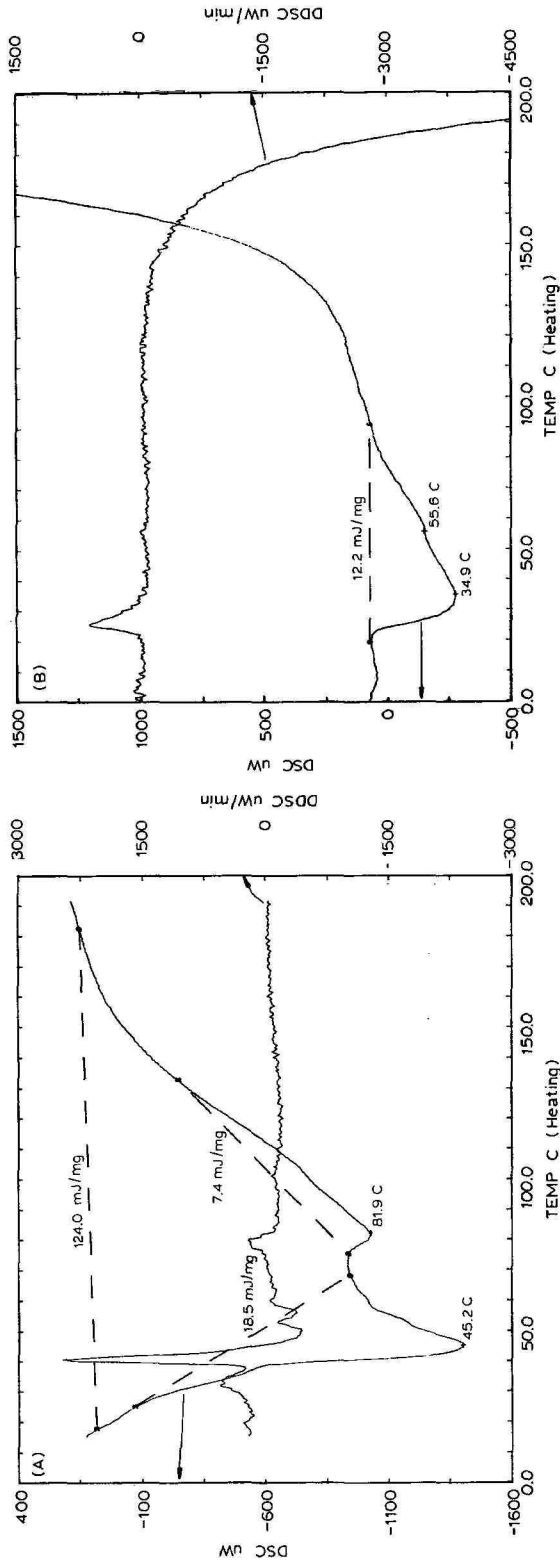 (A)
DSC uW
400
-100
-600
-1100
-1600
DDSC uW/min
3000
1500
0
-1500
-3000
124.0 mJ/mg
7.4 mJ/mg
18.5 mJ/mg
45.2 C
81.9 C
0.0
50.0
100.0
150.0
200.0
TEMP C (Heating)
(B)
DSC uW
1500
1000
500
0
-500
DDSC uW/min
1500
0
-1500
-3000
-4500
12.2 mJ/mg
34.9 C
55.6 C
0.0
50.0
100.0
150.0
200.0
TEMP C (Heating)